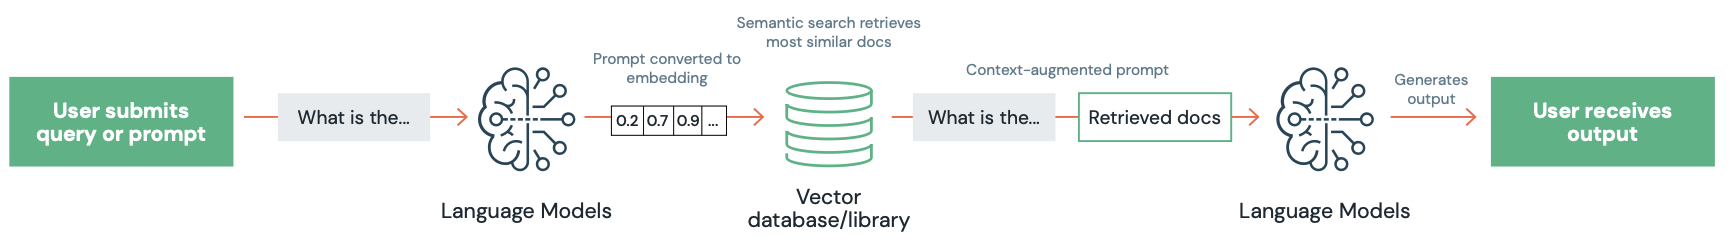 User submits
query or prompt
What is the...
Language Models
Prompt converted to
embedding
0.2 0.7 0.9 ...
Semantic search retrieves
most similar docs
Vector
database/library
Context-augmented prompt
What is the...
Retrieved docs
Language Models
Generates
output
User receives
output